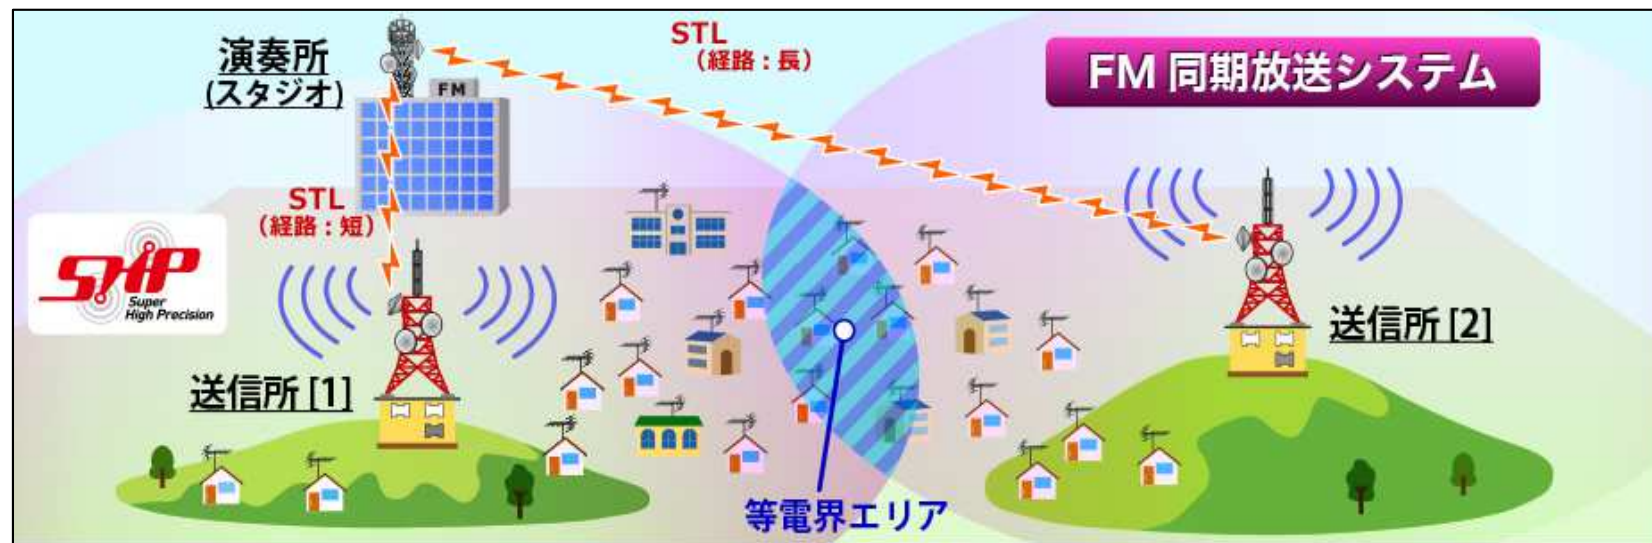 演奏所
(スタジオ)
FM
STL
(経路：長)
FM 同期放送システム
STL
(経路：短)
SHP
Super
High Precision
送信所 [1]
送信所 [2]
等電界エリア